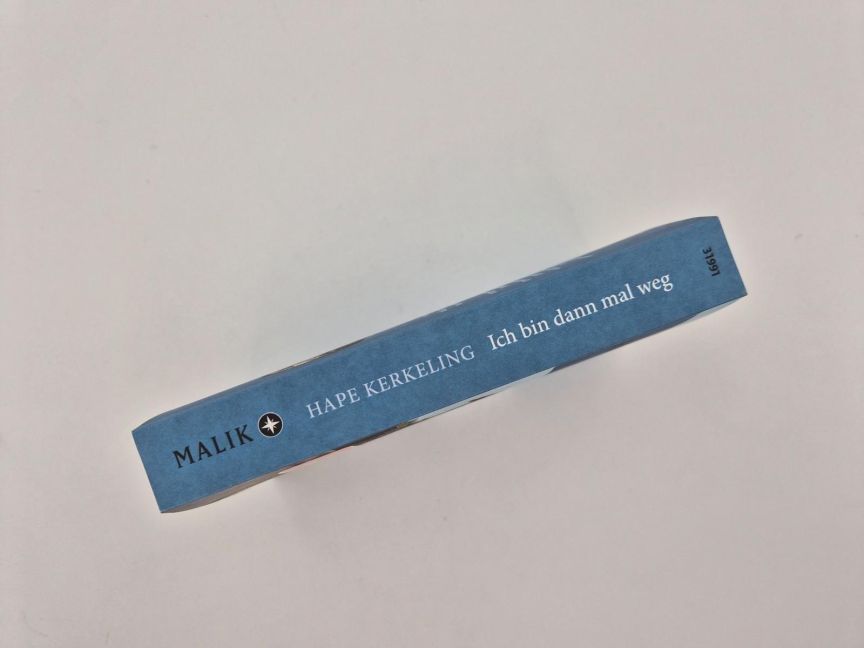 MALIK
HAPE KERKELING Ich bin dann mal weg
31991